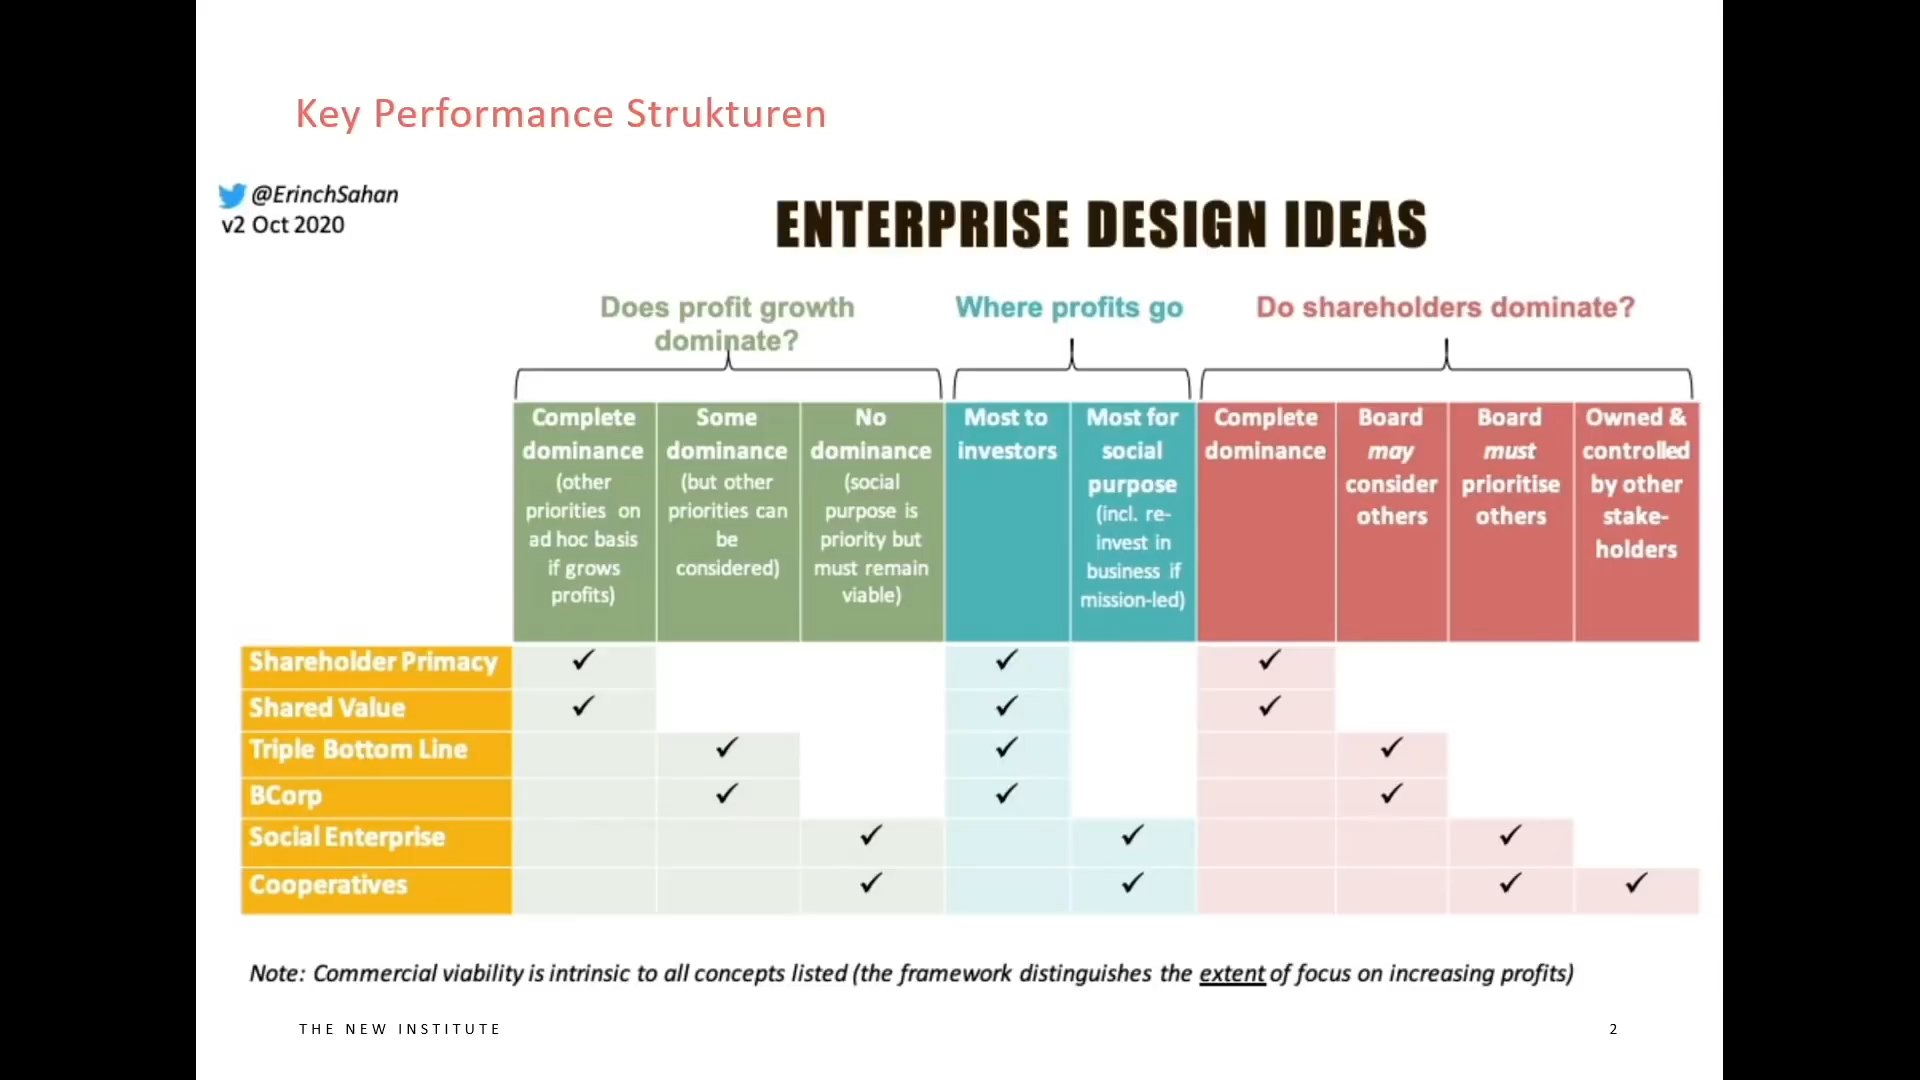 Key Performance Strukturen
@ErinchSahan
v2 Oct 2020
ENTERPRISE DESIGN IDEAS
Does profit growth
dominate?
Where profits go
Do shareholders dominate?
Complete
dominance
(other
priorities on
ad hoc basis
if grows
profits)
Some
dominance
(but other
priorities can
be
considered)
No
dominance
(social
purpose is
priority but
must remain
viable)
Most to
investors
Most for
social
purpose
(incl. re-
invest in
business if
mission-led)
Complete
dominance
Board
may
consider
others
Board
must
prioritise
others
Owned &
controlled
by other
stake-
holders
Shareholder Primacy ✓ ✓ ✓
Shared Value ✓ ✓ ✓
Triple Bottom Line ✓ ✓ ✓
BCorp ✓ ✓ ✓
Social Enterprise ✓ ✓ ✓
Cooperatives ✓ ✓ ✓ ✓
Note: Commercial viability is intrinsic to all concepts listed (the framework distinguishes the extent of focus on increasing profits)
THE NEW INSTITUTE
2